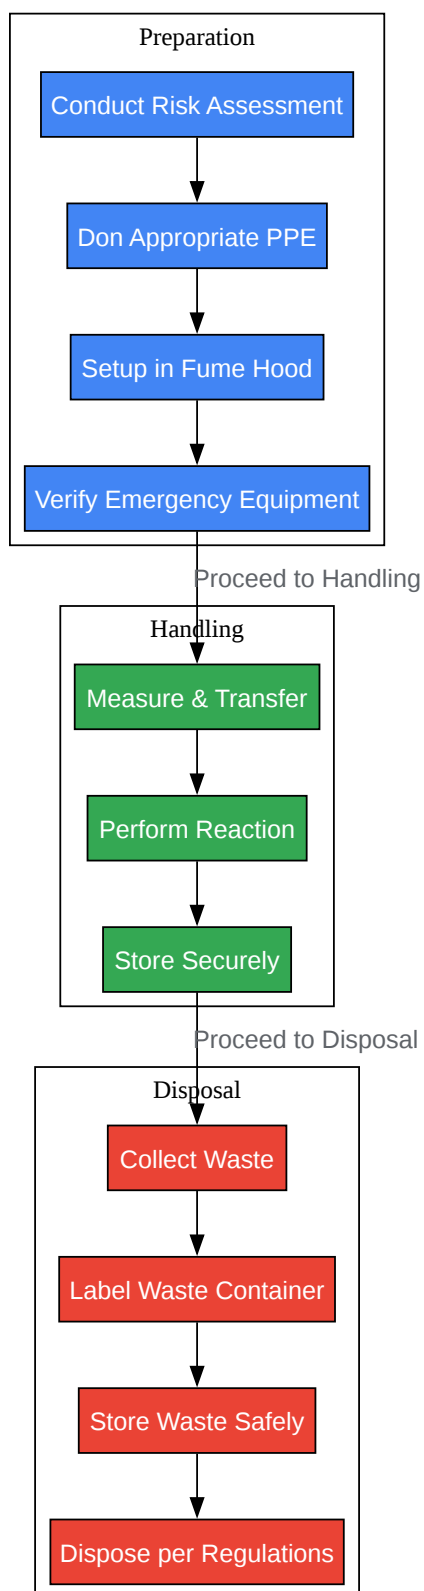 Preparation
Conduct Risk Assessment
Don Appropriate PPE
Setup in Fume Hood
Verify Emergency Equipment
Proceed to Handling
Handling
Measure & Transfer
Perform Reaction
Store Securely
Proceed to Disposal
Disposal
Collect Waste
Label Waste Container
Store Waste Safely
Dispose per Regulations